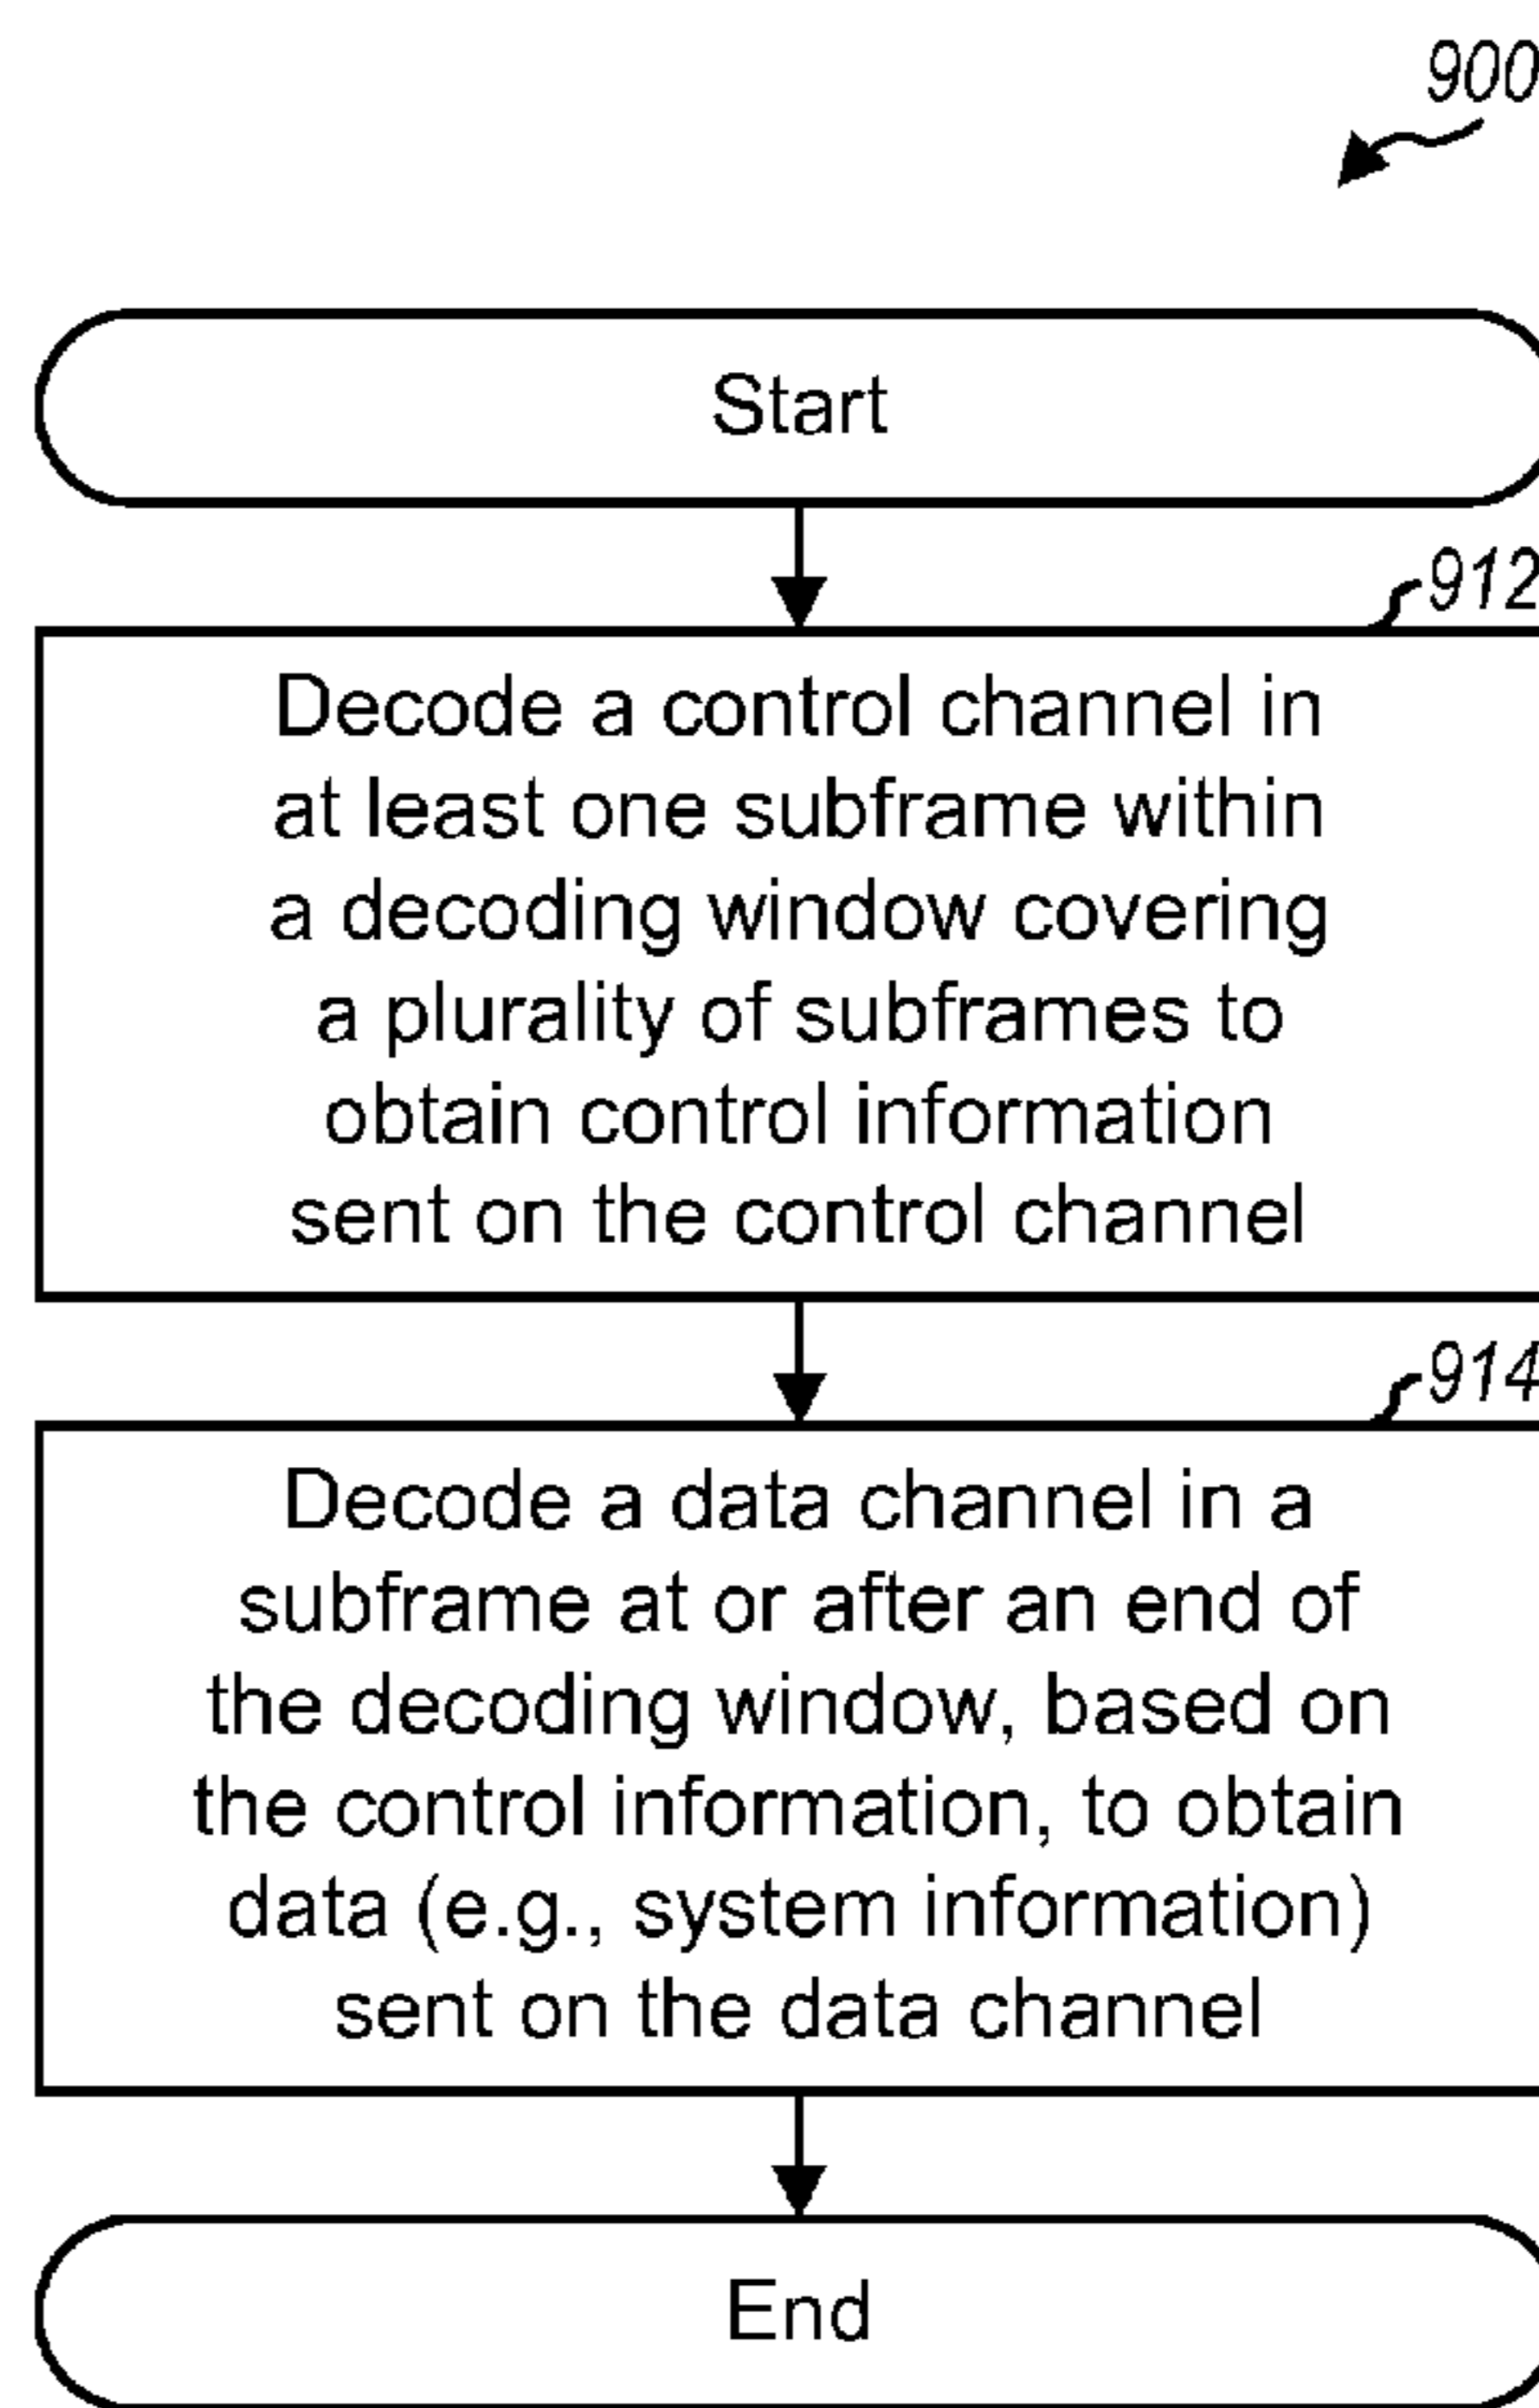 900
Start
912
Decode a control channel in
at least one subframe within
a decoding window covering
a plurality of subframes to
obtain control information
sent on the control channel
914
Decode a data channel in a
subframe at or after an end of
the decoding window, based on
the control information, to obtain
data (e.g., system information)
sent on the data channel
End